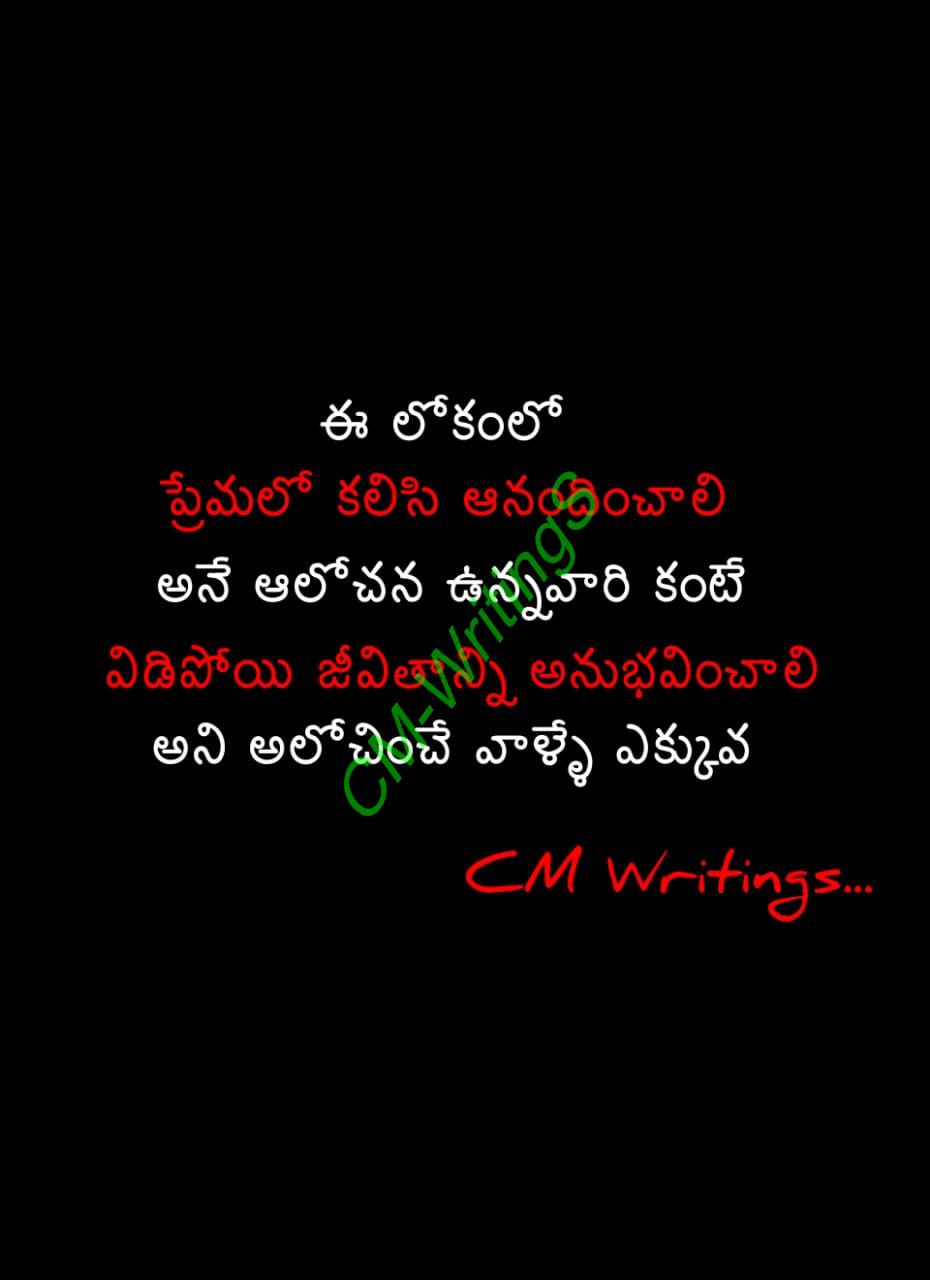 ఈ లోకంలో
ప్రేమలో కలిసి ఆనందించాలి
అనే ఆలోచన ఉన్నవారి కంటే
విడిపోయి జీవితాన్ని అనుభవించాలి
అని అలోచించే వాళ్ళే ఎక్కువ
CM-WritingS
CM Writings...